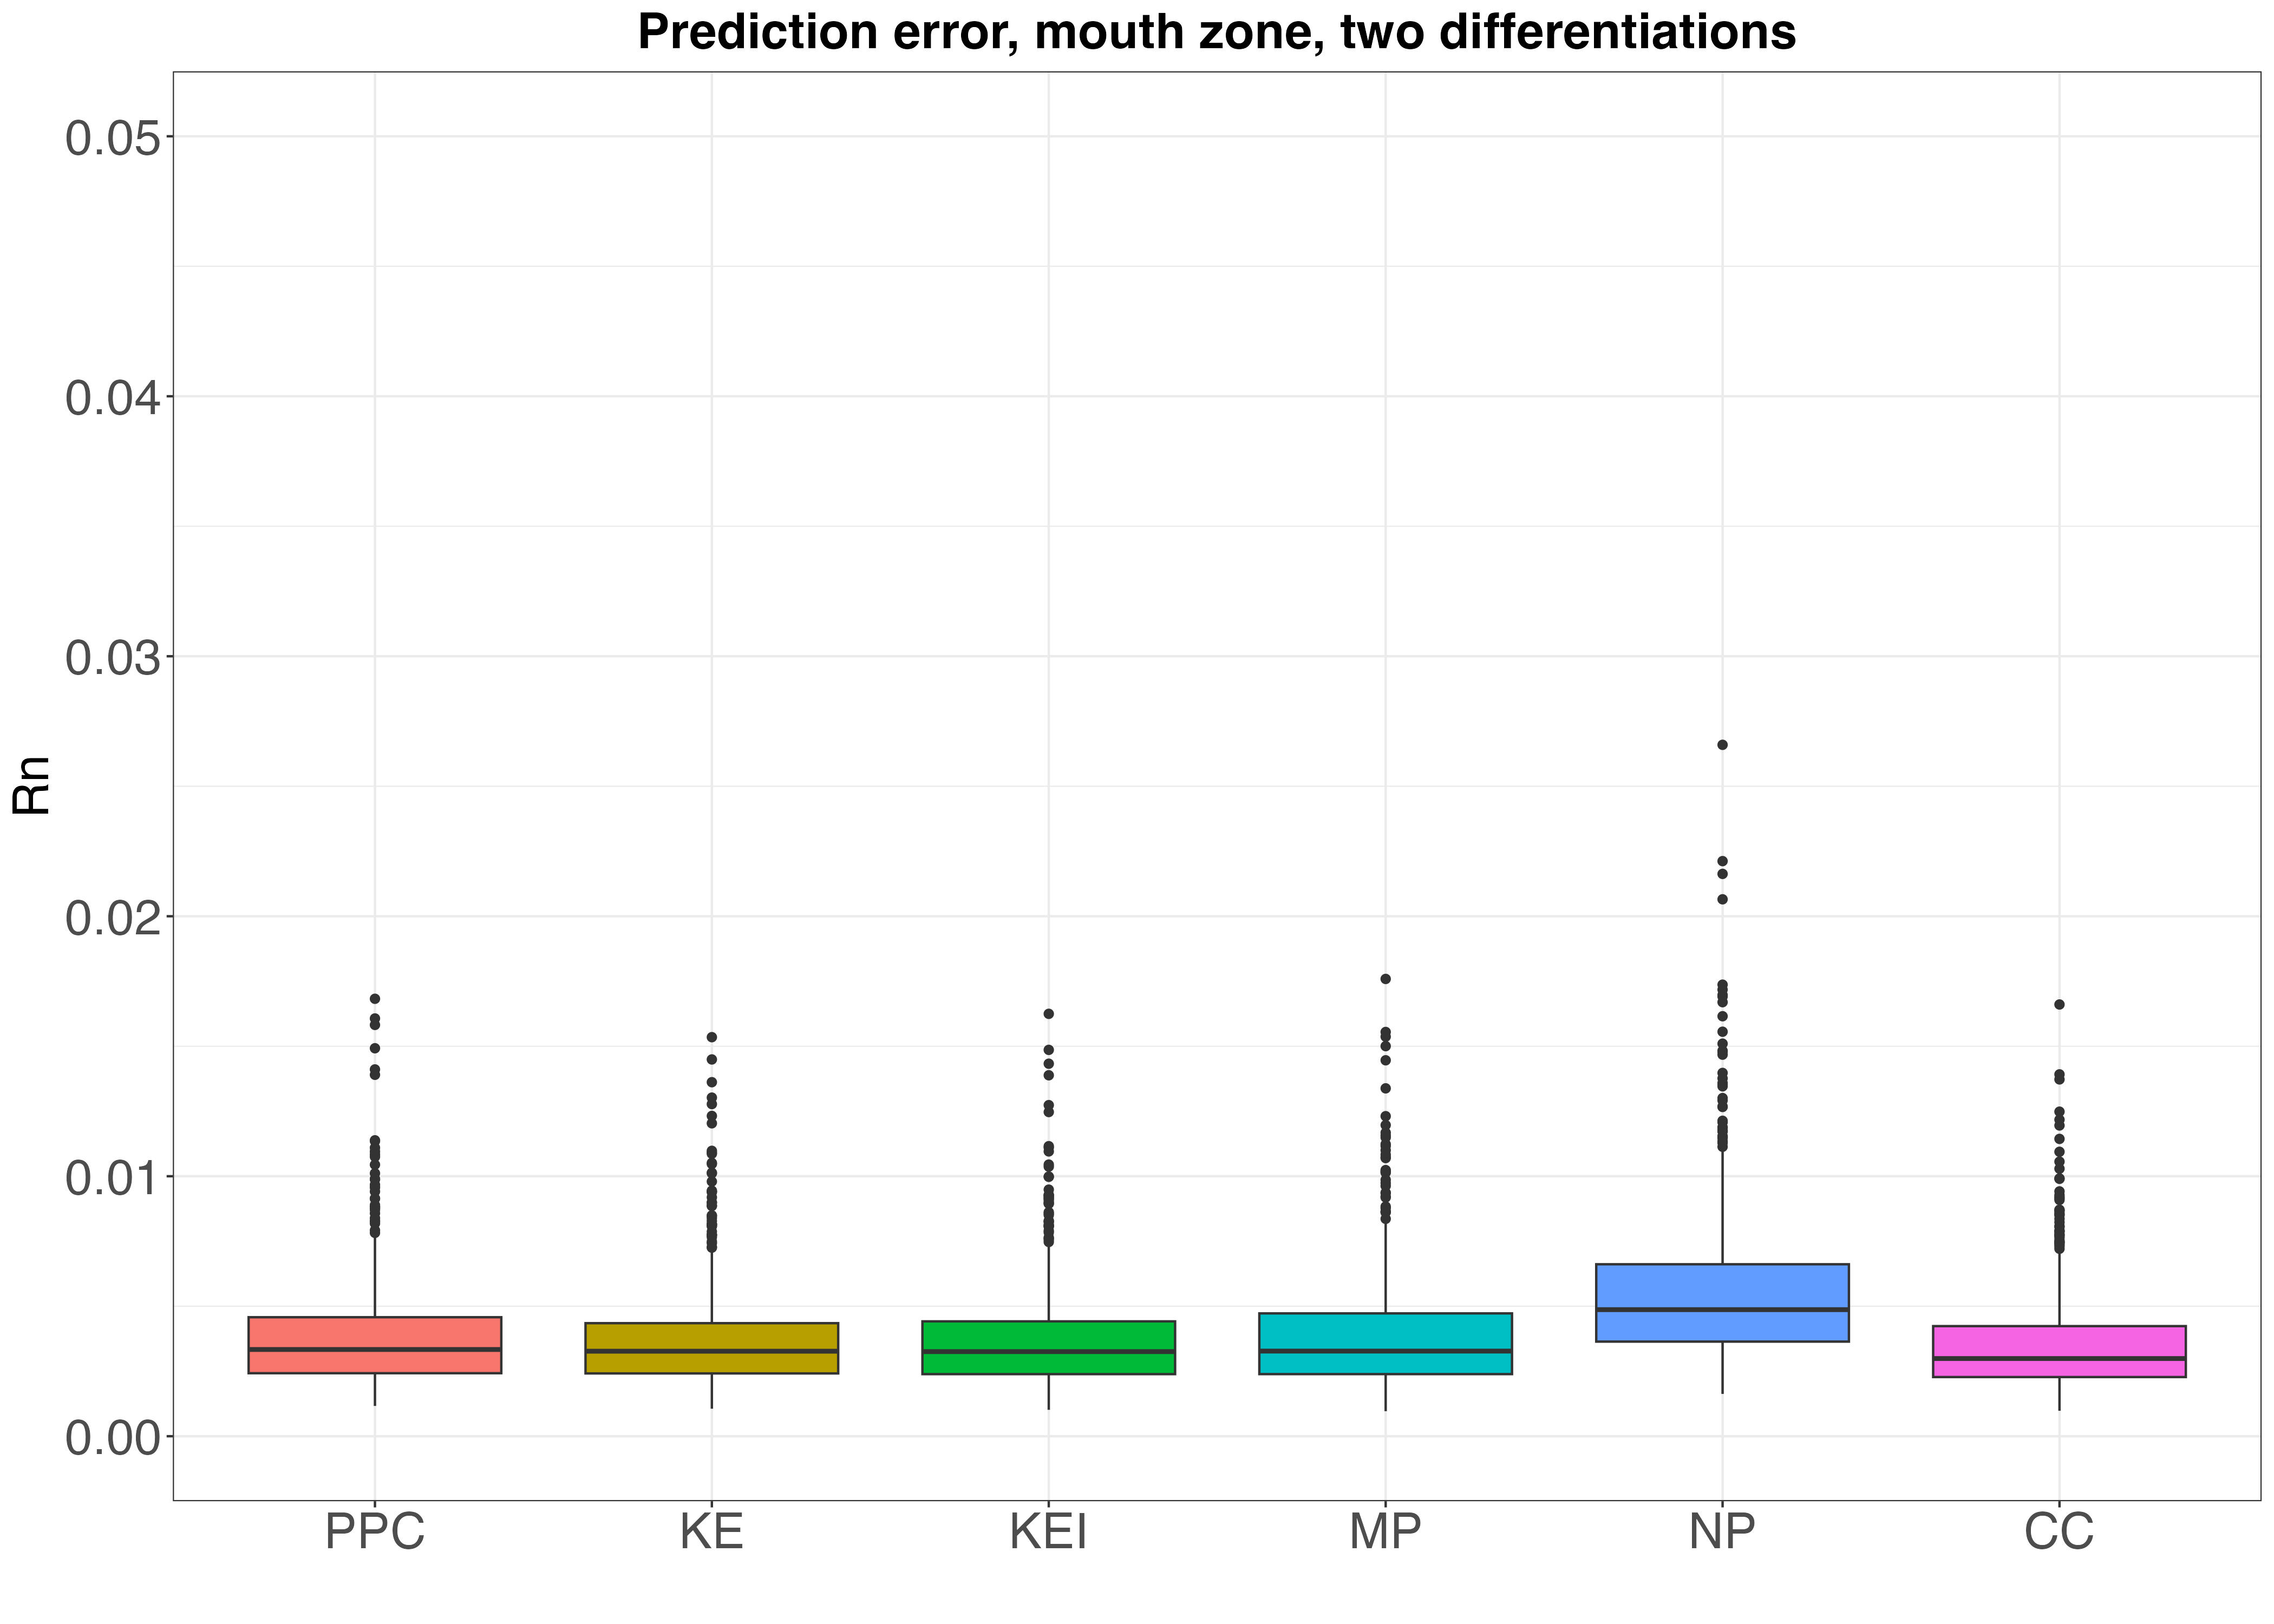 Prediction error, mouth zone, two differentiations
Rn
0.05
0.04
0.03
0.02
0.01
0.00
PPC KE KEI MP NP CC